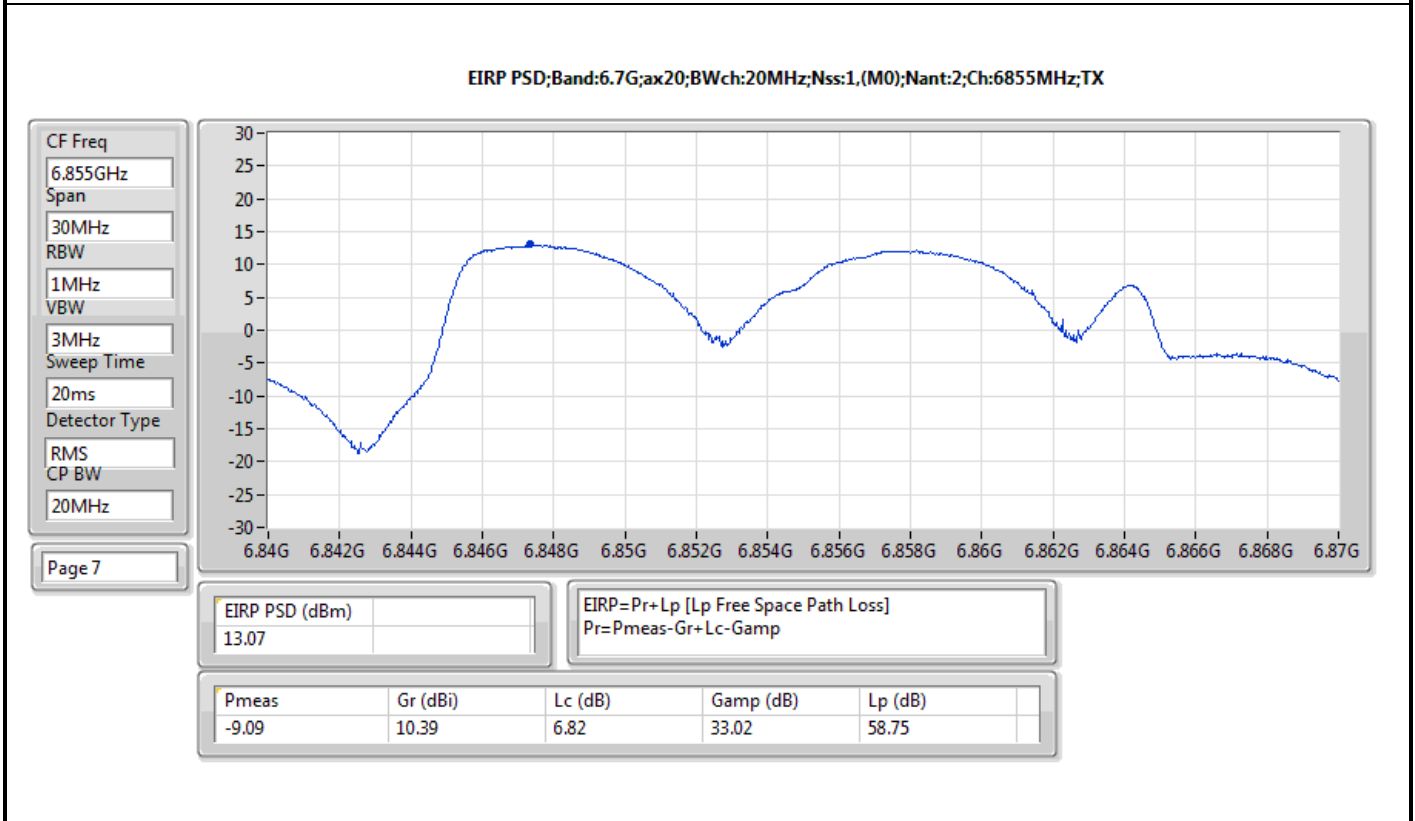 EIRP PSD;Band:6.7G;ax20;BWch:20MHz;Nss:1,(M0);Nant:2;Ch:6855MHz;TX
CF Freq
6.855GHz
Span
30MHz
RBW
1MHz
VBW
3MHz
Sweep Time
20ms
Detector Type
RMS
CP BW
20MHz
Page 7
30
25
20
15
10
5
0
-5
-10
-15
-20
-25
-30
6.84G 6.842G 6.844G 6.846G 6.848G 6.85G 6.852G 6.854G 6.856G 6.858G 6.86G 6.862G 6.864G 6.866G 6.868G 6.87G
EIRP PSD (dBm)
13.07
EIRP=Pr+Lp [Lp Free Space Path Loss]
Pr=Pmeas-Gr+Lc-Gamp
Pmeas Gr (dBi) Lc (dB) Gamp (dB) Lp (dB)
-9.09 10.39 6.82 33.02 58.75